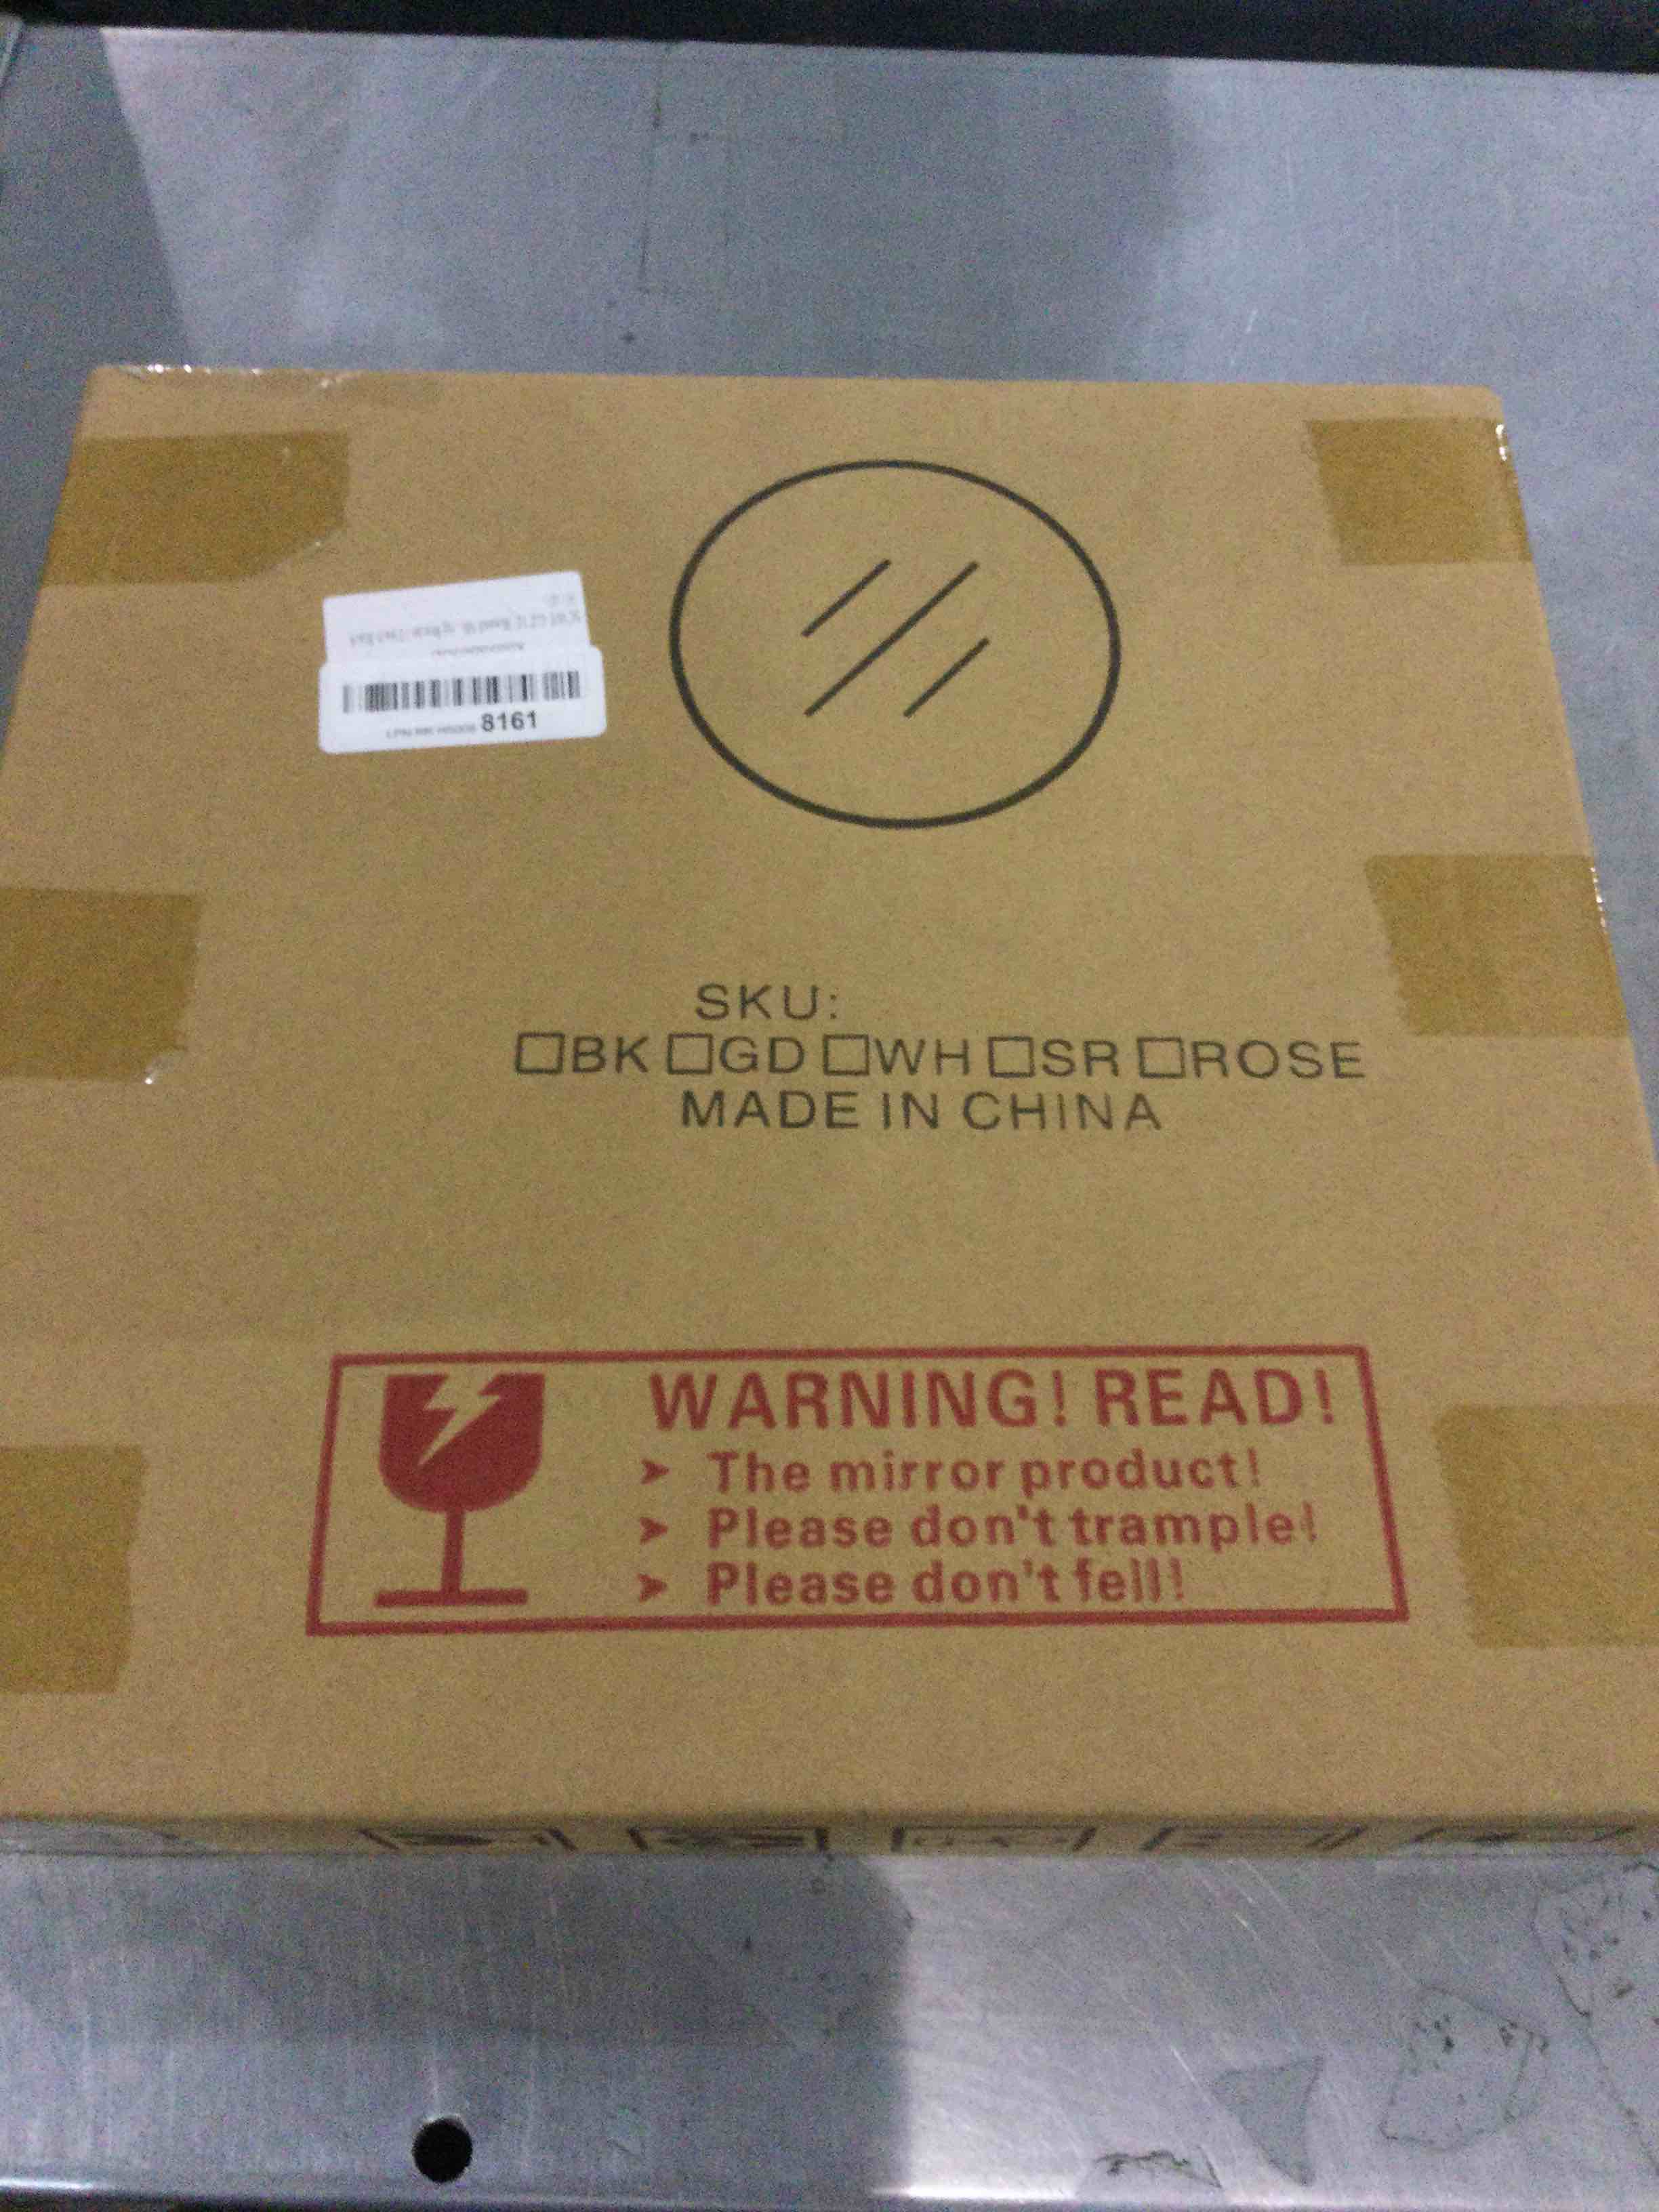 8161
SKU:
□BK □GD □WH □SR □ROSE
MADE IN CHINA
WARNING! READ!
➤ The mirror product!
➤ Please don't trample!
➤ Please don't fell!